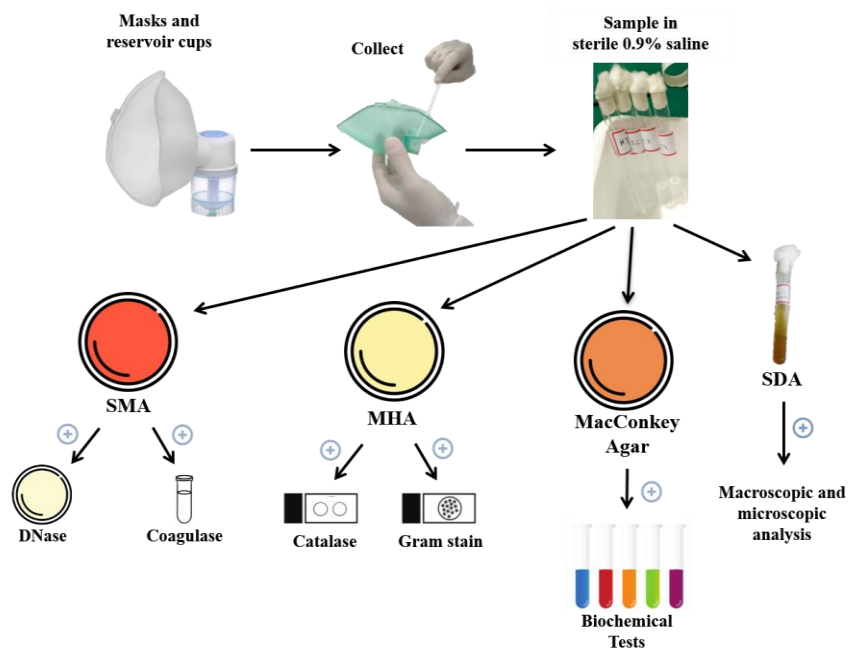 Masks and
reservoir cups
Collect
Sample in
sterile 0.9% saline
SMA
MHA
MacConkey
Agar
SDA
DNase
Coagulase
Catalase
Gram stain
Biochemical
Tests
Macroscopic and
microscopic
analysis